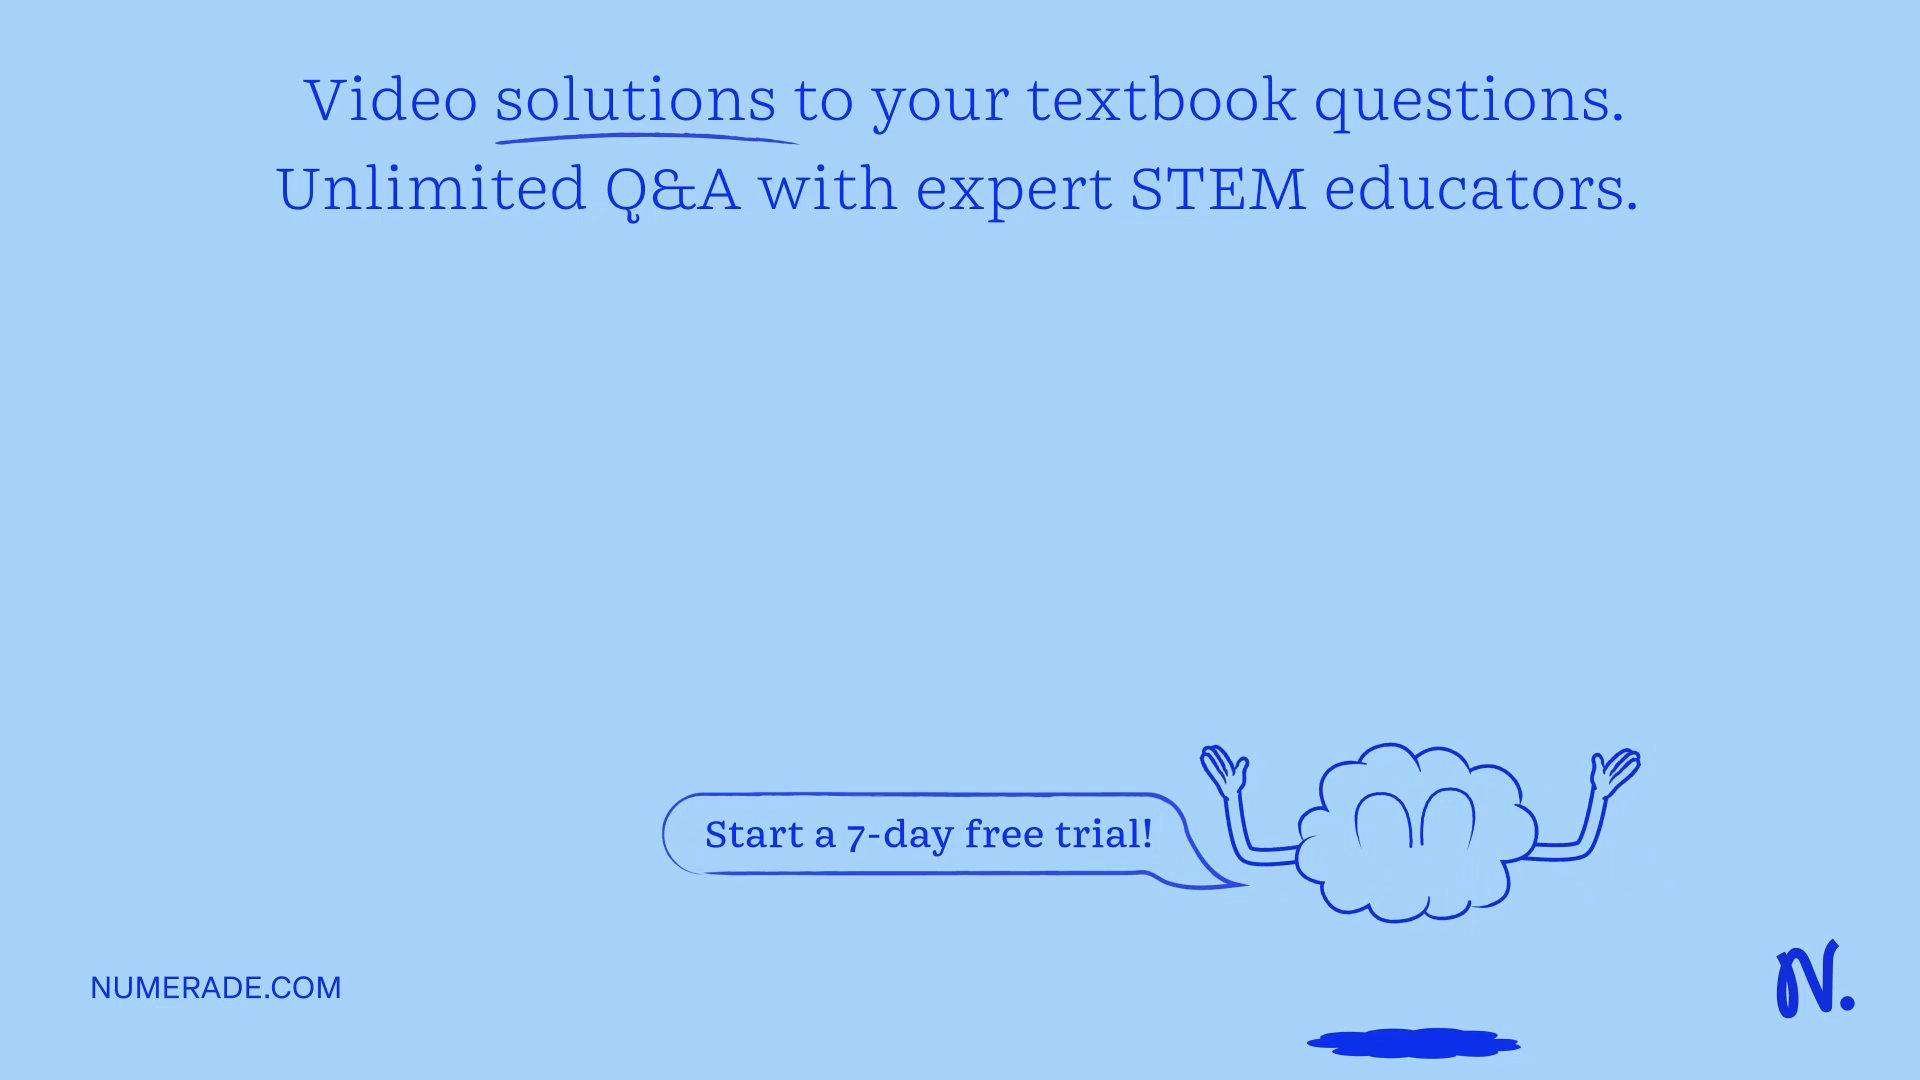 Video solutions to your textbook questions.
Unlimited Q&A with expert STEM educators.
Start a 7-day free trial!
NUMERADE.COM
N.